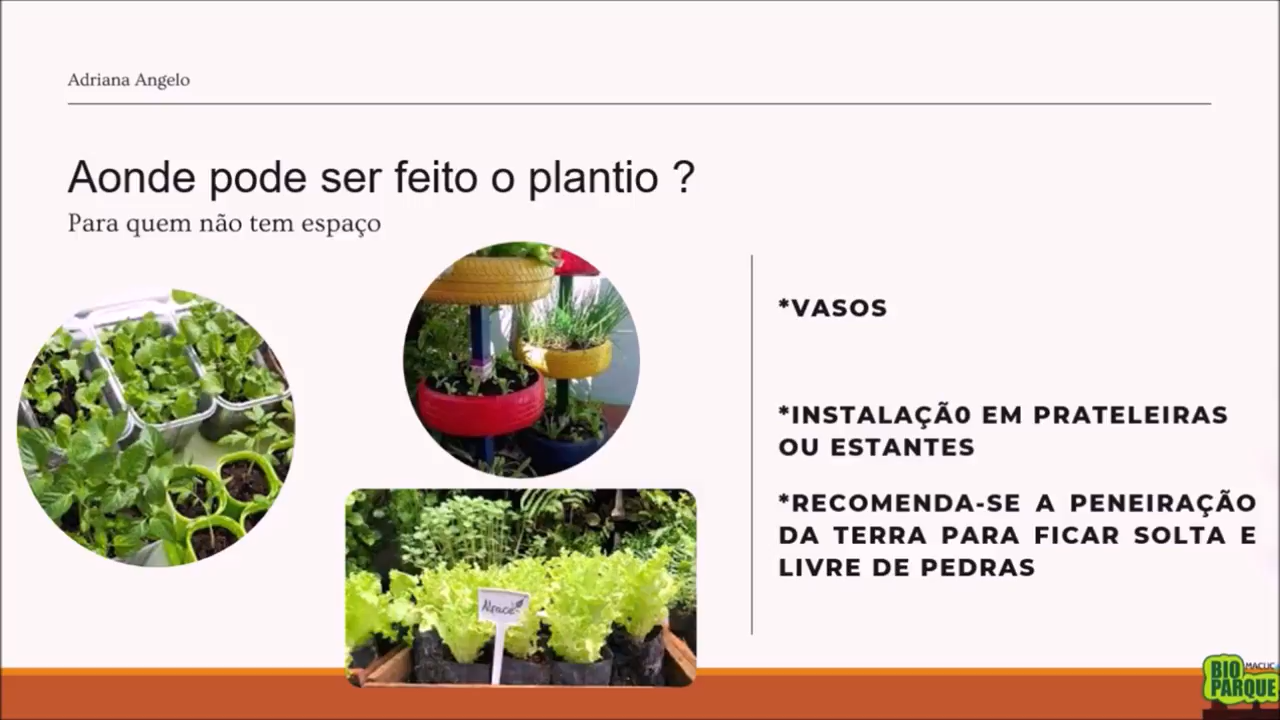 Adriana Angelo
Aonde pode ser feito o plantio ?
Para quem não tem espaço
*VASOS
*INSTALAÇÃ0 EM PRATELEIRAS
OU ESTANTES
*RECOMENDA-SE A PENEIRAÇÃO
DA TERRA PARA FICAR SOLTA E
LIVRE DE PEDRAS
Alface
BIO
PARQUE